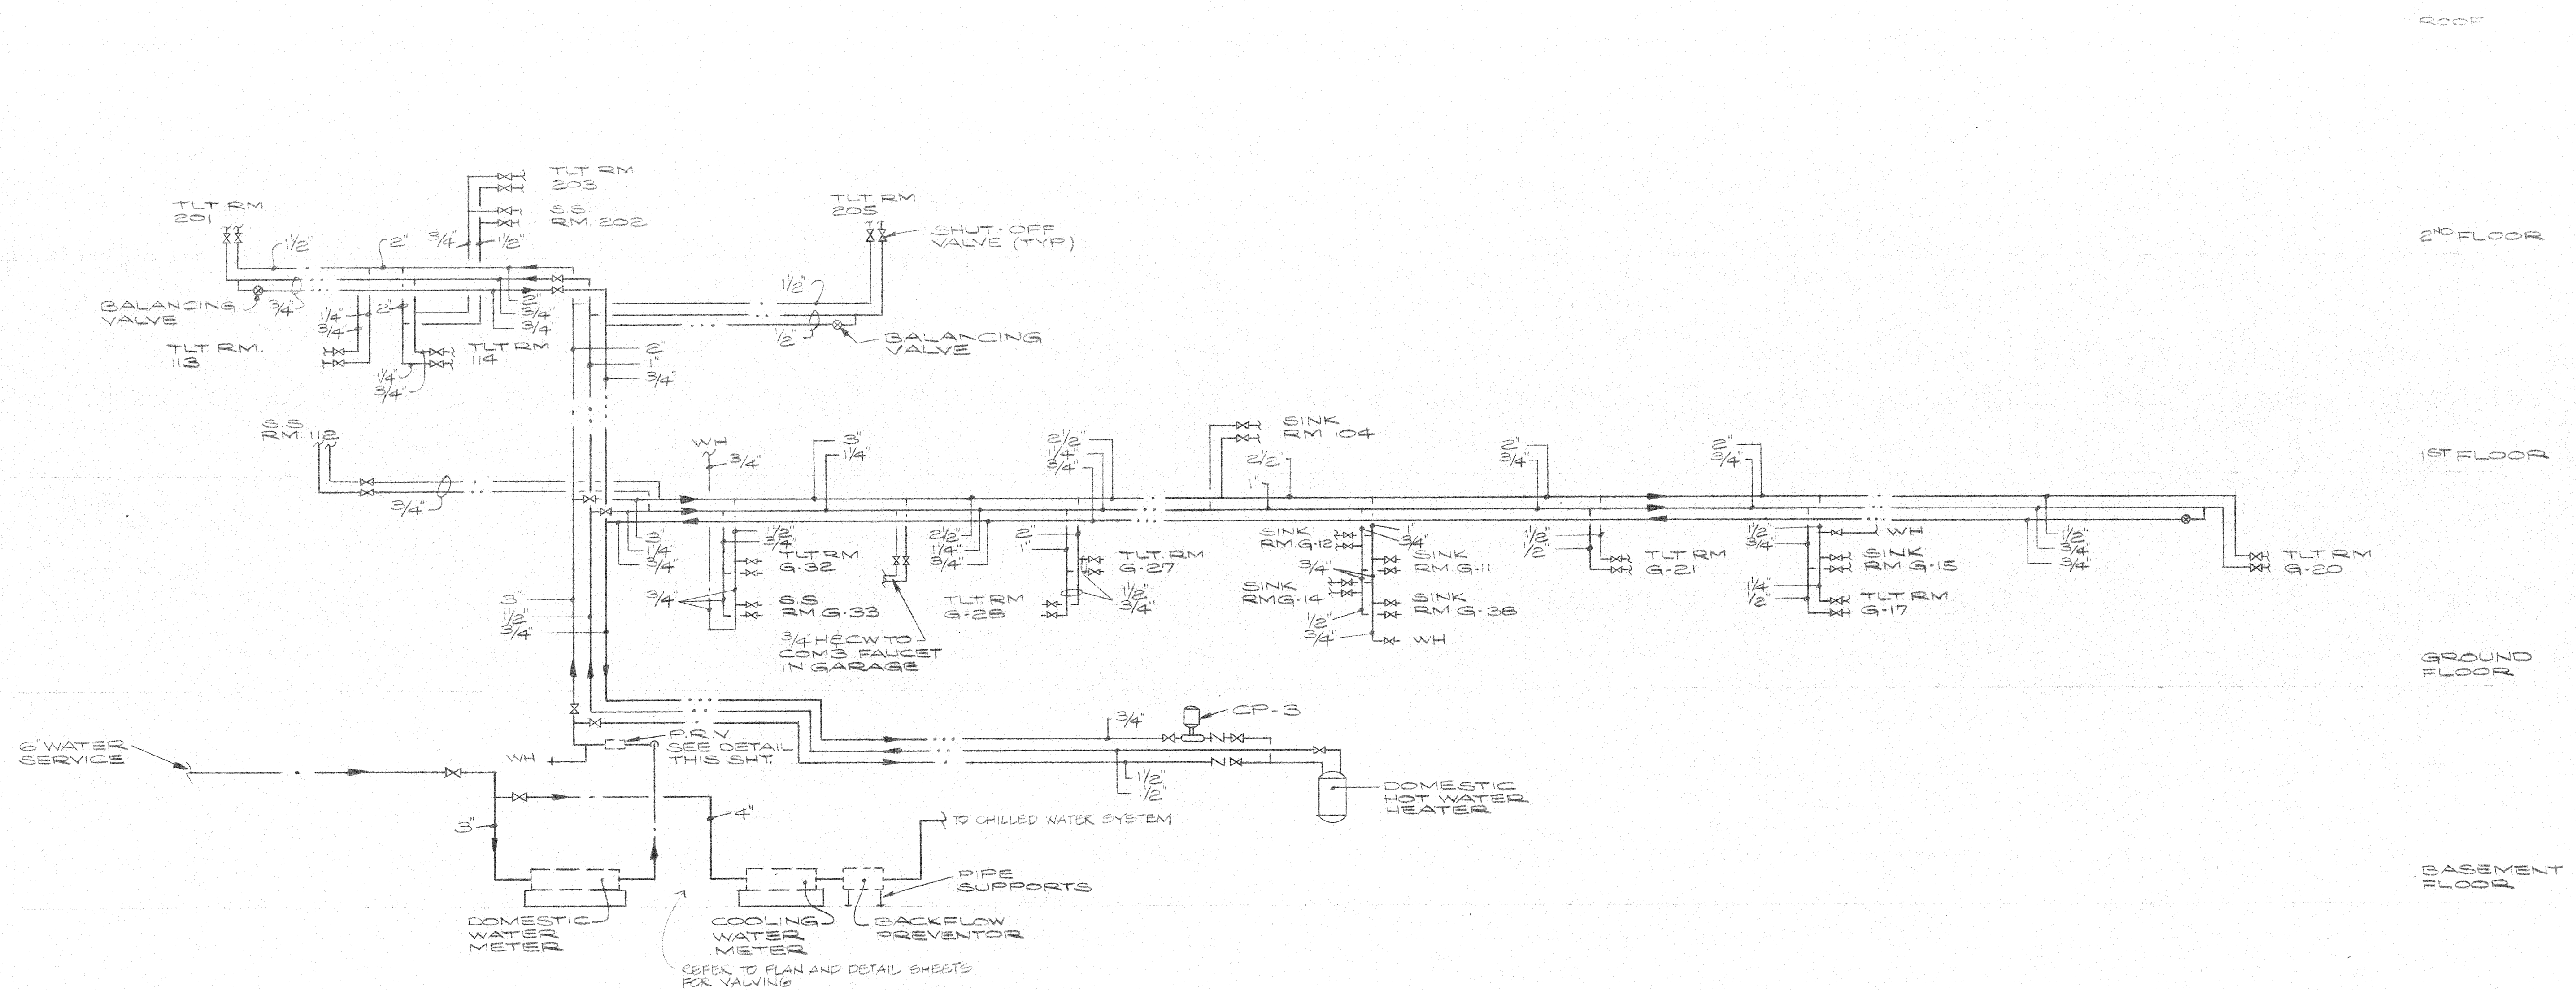 ROOF
TLT RM
203
S.S.
RM. 202
TLT RM
201
TLT RM
205
SHUT-OFF
VALVE (TYP.)
2ND FLOOR
1/2"
2"
3/4"
1/2"
BALANCING
VALVE
3/4"
1 1/4"
3/4"
2"
2"
3/4"
3/4"
1 1/2"
1/2"
BALANCING
VALVE
TLT RM.
113
TLT RM
114
1 1/4"
3/4"
2"
1"
3/4"
S.S.
RM. 112
3/4"
WH
3/4"
3"
1 1/4"
2 1/2"
1 1/4"
3/4"
SINK
RM 104
2 1/2"
1"
2"
3/4"
2"
3/4"
1ST FLOOR
3"
1 1/4"
3/4"
1 1/2"
3/4"
TLT RM.
G-32
3/4"
S.S.
RM G-33
3/4" H&CW TO
COMB. FAUCET
IN GARAGE
2 1/2"
1 1/4"
3/4"
2"
1"
TLT. RM
G-27
TLT. RM
G-28
1 1/2"
3/4"
SINK
RM G-12
1"
3/4"
SINK
RM. G-11
3/4"
SINK
RM G-14
SINK
RM G-38
1/2"
3/4"
WH
1 1/2"
1/2"
TLT RM
G-21
1 1/2"
3/4"
WH
SINK
RM G-15
1 1/4"
1/2"
TLT. RM.
G-17
1 1/2"
3/4"
3/4"
TLT. RM
G-20
3"
1 1/2"
3/4"
GROUND
FLOOR
6" WATER
SERVICE
WH
P.R.V
SEE DETAIL
THIS SHT.
3/4"
CP-3
1 1/2"
1 1/2"
DOMESTIC
HOT WATER
HEATER
3"
4"
TO CHILLED WATER SYSTEM
PIPE
SUPPORTS
BASEMENT
FLOOR
DOMESTIC
WATER
METER
COOLING
WATER
METER
BACKFLOW
PREVENTOR
REFER TO PLAN AND DETAIL SHEETS
FOR VALVING